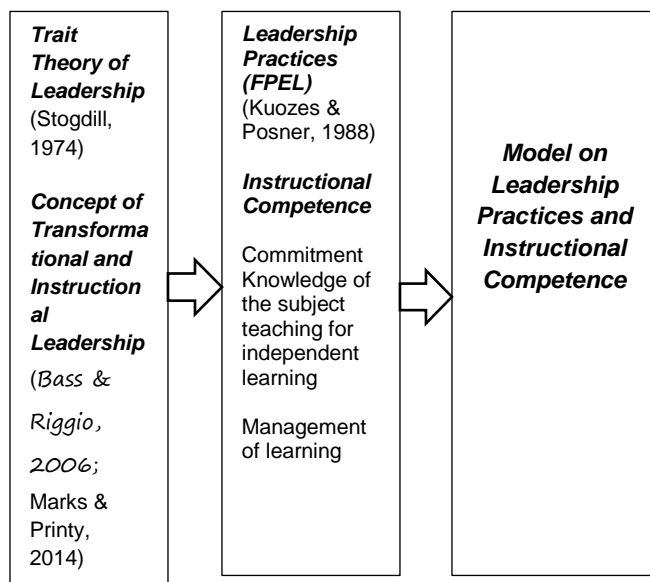 Trait
Theory of
Leadership
(Stogdill,
1974)
Concept of
Transforma
tional and
Instruction
al
Leadership
(Bass &
Riggio,
2006;
Marks &
Printy,
2014)
Leadership
Practices
(FPEL)
(Kuozes &
Posner, 1988)
Instructional
Competence
Commitment
Knowledge of
the subject
teaching for
independent
learning
Management
of learning
Model on
Leadership
Practices and
Instructional
Competence